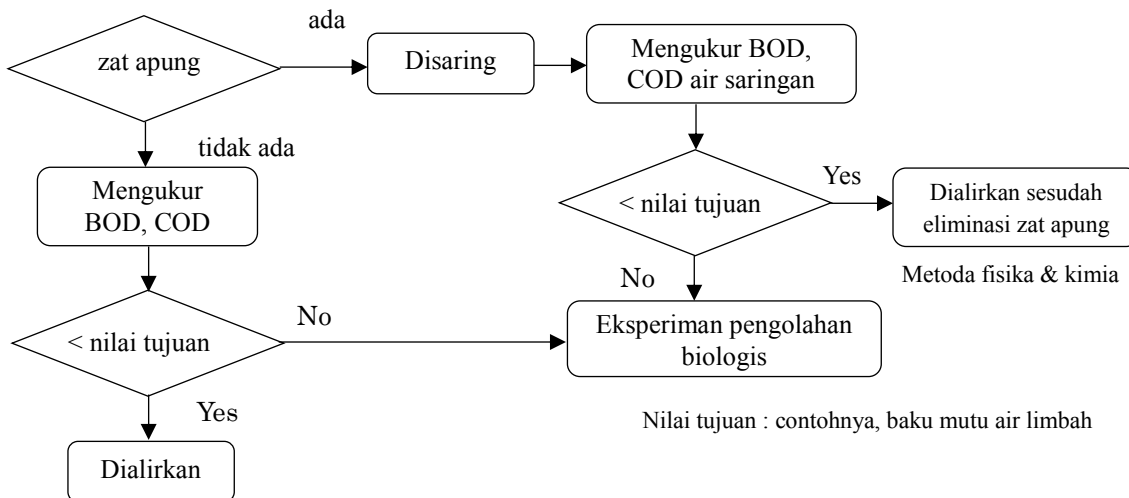 ada
zat apung
Disaring
Mengukur BOD,
COD air saringan
tidak ada
Mengukur
BOD, COD
< nilai tujuan
Yes
Dialirkan sesudah
eliminasi zat apung
Metoda fisika & kimia
No
< nilai tujuan
No
Eksperiman pengolahan
biologis
Yes
Dialirkan
Nilai tujuan : contohnya, baku mutu air limbah